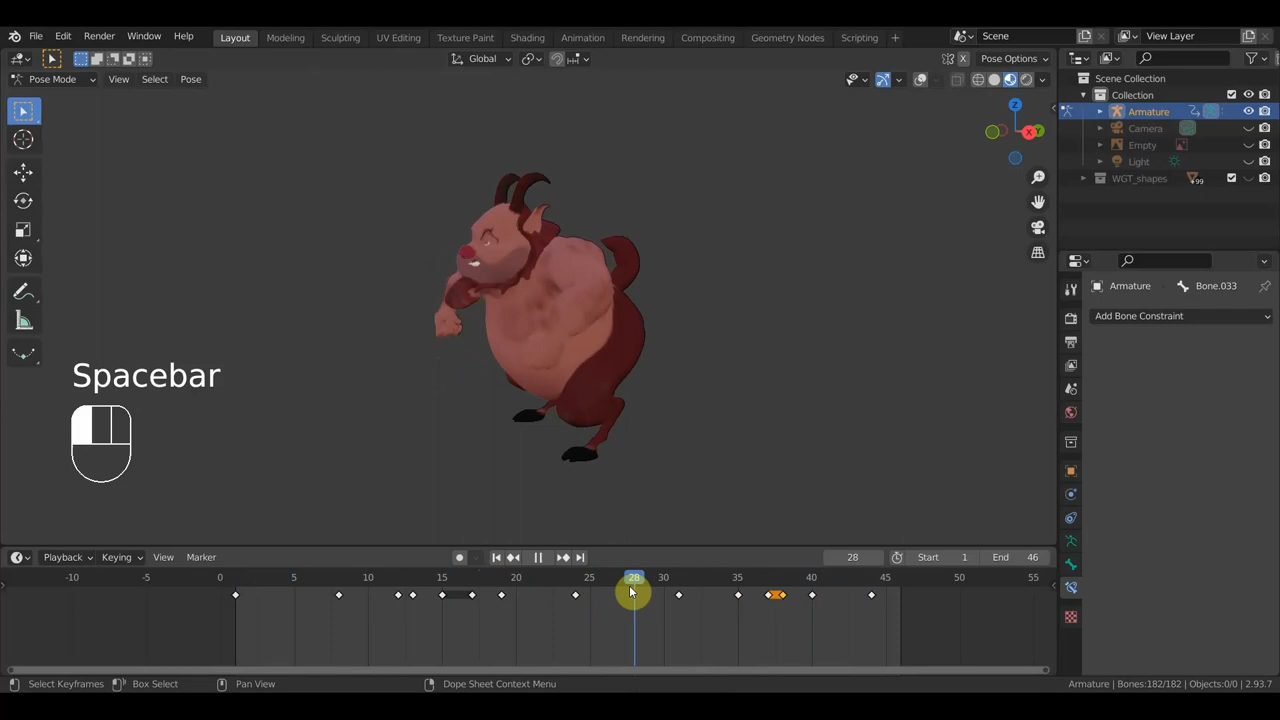 File Edit Render Window Help Layout Modeling Sculpting UV Editing Texture Paint Shading Animation Rendering Compositing Geometry Nodes Scripting + Scene View Layer
Global X Pose Options
Pose Mode View Select Pose
Scene Collection
Collection
Armature
Camera
Empty
Light
WGT_shapes 99
Z
X Y
Armature Bone.033
Add Bone Constraint
Spacebar
Playback Keying View Marker 28 Start 1 End 46
-10 -5 0 5 10 15 20 25 28 30 35 40 45 50 55
Select Keyframes Box Select Pan View Dope Sheet Context Menu Armature | Bones:182/182 | Objects:0/0 | 2.93.7